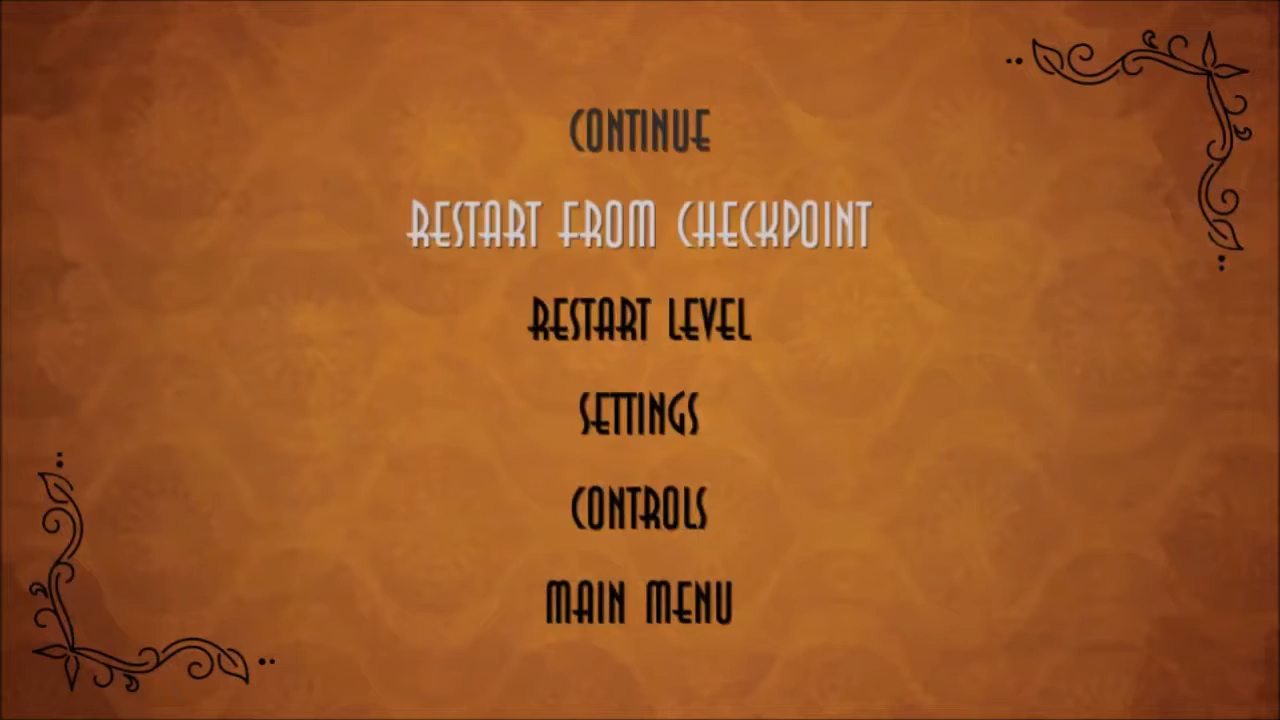 CONTINUE
RESTART FROM CHECKPOINT
RESTART LEVEL
SETTINGS
CONTROLS
MAIN MENU